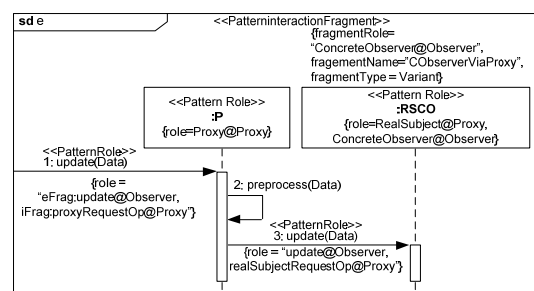 sd e
<<PatterninteractionFragment>>
{fragmentRole=
“ConcreteObserver@Observer”,
fragementName=”CObserverViaProxy”,
fragmentType = Variant}
<<Pattern Role>>
:P
{role=Proxy@Proxy}
<<Pattern Role>>
:RSCO
{role=RealSubject@Proxy,
ConcreteObserver@Observer}
<<PatternRole>>
1: update(Data)
{role =
“eFrag:update@Observer,
iFrag:proxyRequestOp@Proxy”}
2: preprocess(Data)
<<PatternRole>>
3: update(Data)
{role = “update@Observer,
realSubjectRequestOp@Proxy”}